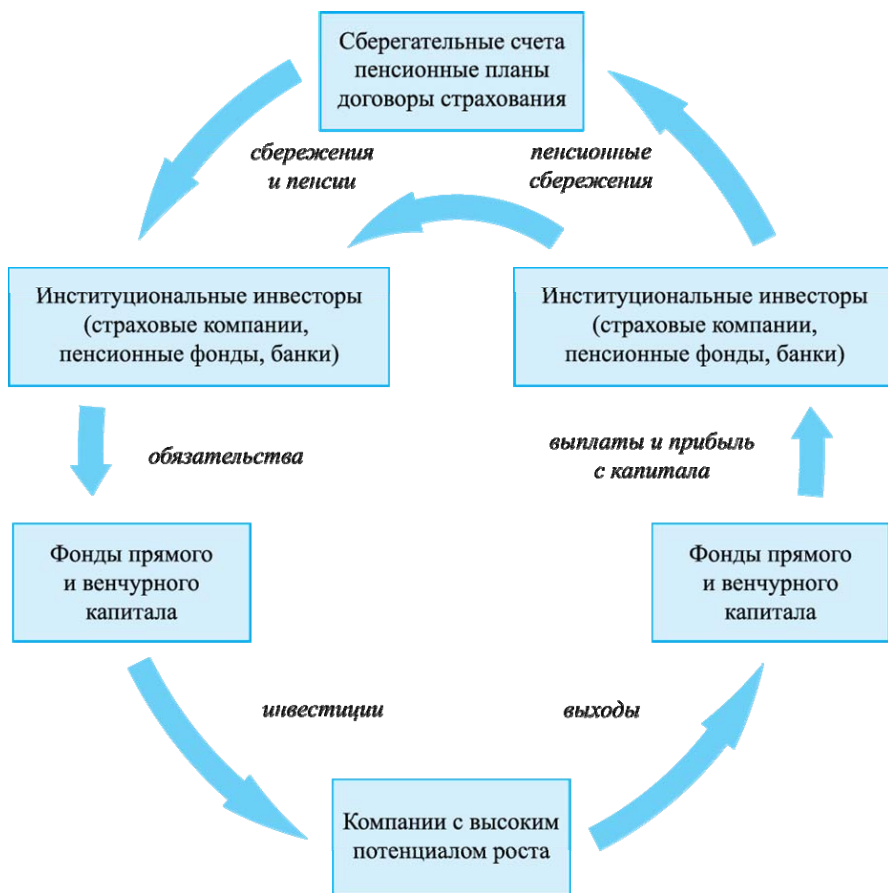 Сберегательные счета
пенсионные планы
договоры страхования
сбережения
и пенсии
пенсионные
сбережения
Институциональные инвесторы
(страховые компании,
пенсионные фонды, банки)
Институциональные инвесторы
(страховые компании,
пенсионные фонды, банки)
обязательства
выплаты и прибыль
с капитала
Фонды прямого
и венчурного
капитала
Фонды прямого
и венчурного
капитала
инвестиции
выходы
Компании с высоким
потенциалом роста